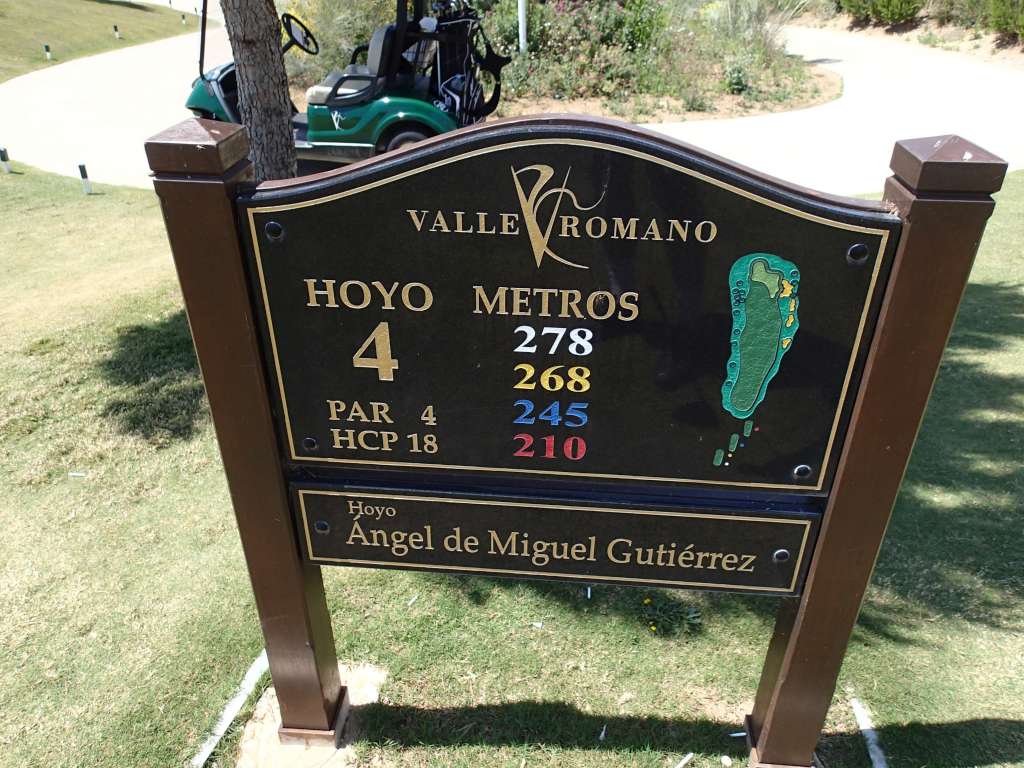 VALLE ROMANO
HOYO
4
PAR 4
HCP 18
METROS
278
268
245
210
Hoyo
Ángel de Miguel Gutiérrez